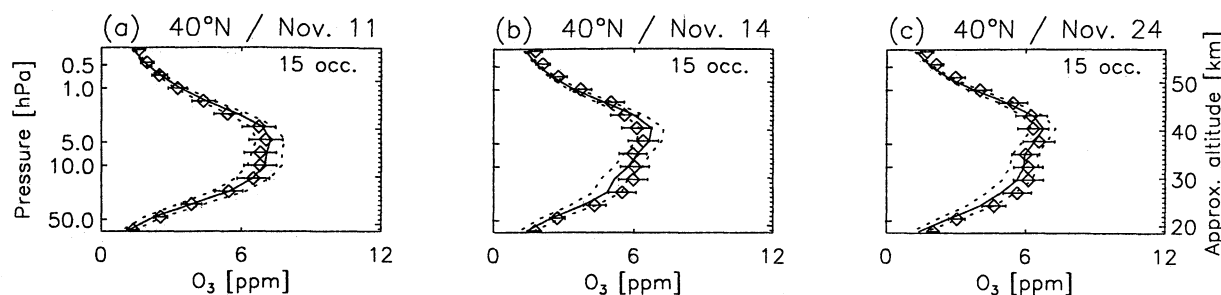 (a) 40°N / Nov. 11
15 occ.
Pressure [hPa]
0.5
1.0
5.0
10.0
50.0
0 6 12
O₃ [ppm]
(b) 40°N / Nov. 14
15 occ.
0 6 12
O₃ [ppm]
(c) 40°N / Nov. 24
15 occ.
50
40
30
20
Approx. altitude [km]
0 6 12
O₃ [ppm]